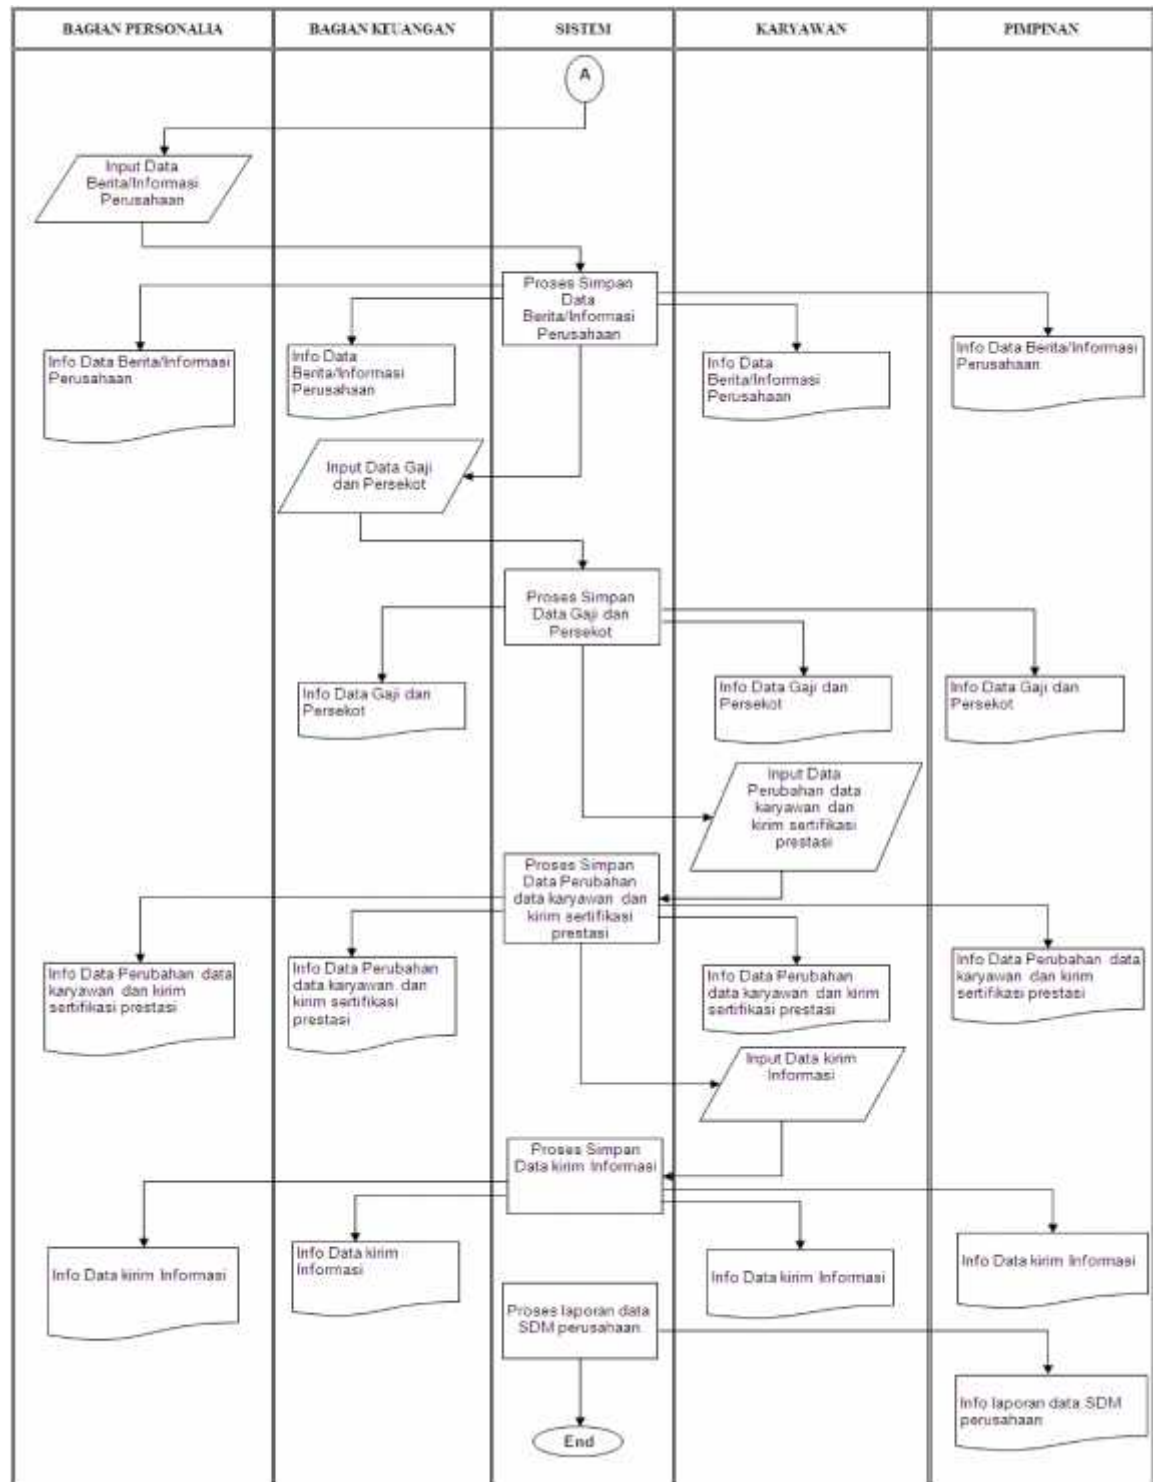 BAGIAN PERSONALIA
BAGIAN KEUANGAN
SISTEM
KARYAWAN
PIMPINAN
A
Input Data
Berita/Informasi
Perusahaan
Proses Simpan
Data
Berita/Informasi
Perusahaan
Info Data Berita/Informasi
Perusahaan
Info Data
Berita/Informasi
Perusahaan
Info Data
Berita/Informasi
Perusahaan
Info Data Berita/Informasi
Perusahaan
Input Data Gaji
dan Persekot
Proses Simpan
Data Gaji dan
Persekot
Info Data Gaji dan
Persekot
Info Data Gaji dan
Persekot
Info Data Gaji dan
Persekot
Input Data
Perubahan data
karyawan dan
kirim sertifikasi
prestasi
Proses Simpan
Data Perubahan
data karyawan dan
kirim sertifikasi
prestasi
Info Data Perubahan data
karyawan dan kirim
sertifikasi prestasi
Info Data Perubahan
data karyawan dan
kirim sertifikasi
prestasi
Info Data Perubahan
data karyawan dan kirim
sertifikasi prestasi
Info Data Perubahan data
karyawan dan kirim
sertifikasi prestasi
Input Data kirim
Informasi
Proses Simpan
Data kirim Informasi
Info Data kirim Informasi
Info Data kirim
Informasi
Info Data kirim Informasi
Info Data kirim Informasi
Proses laporan data
SDM perusahaan
Info laporan data SDM
perusahaan
End